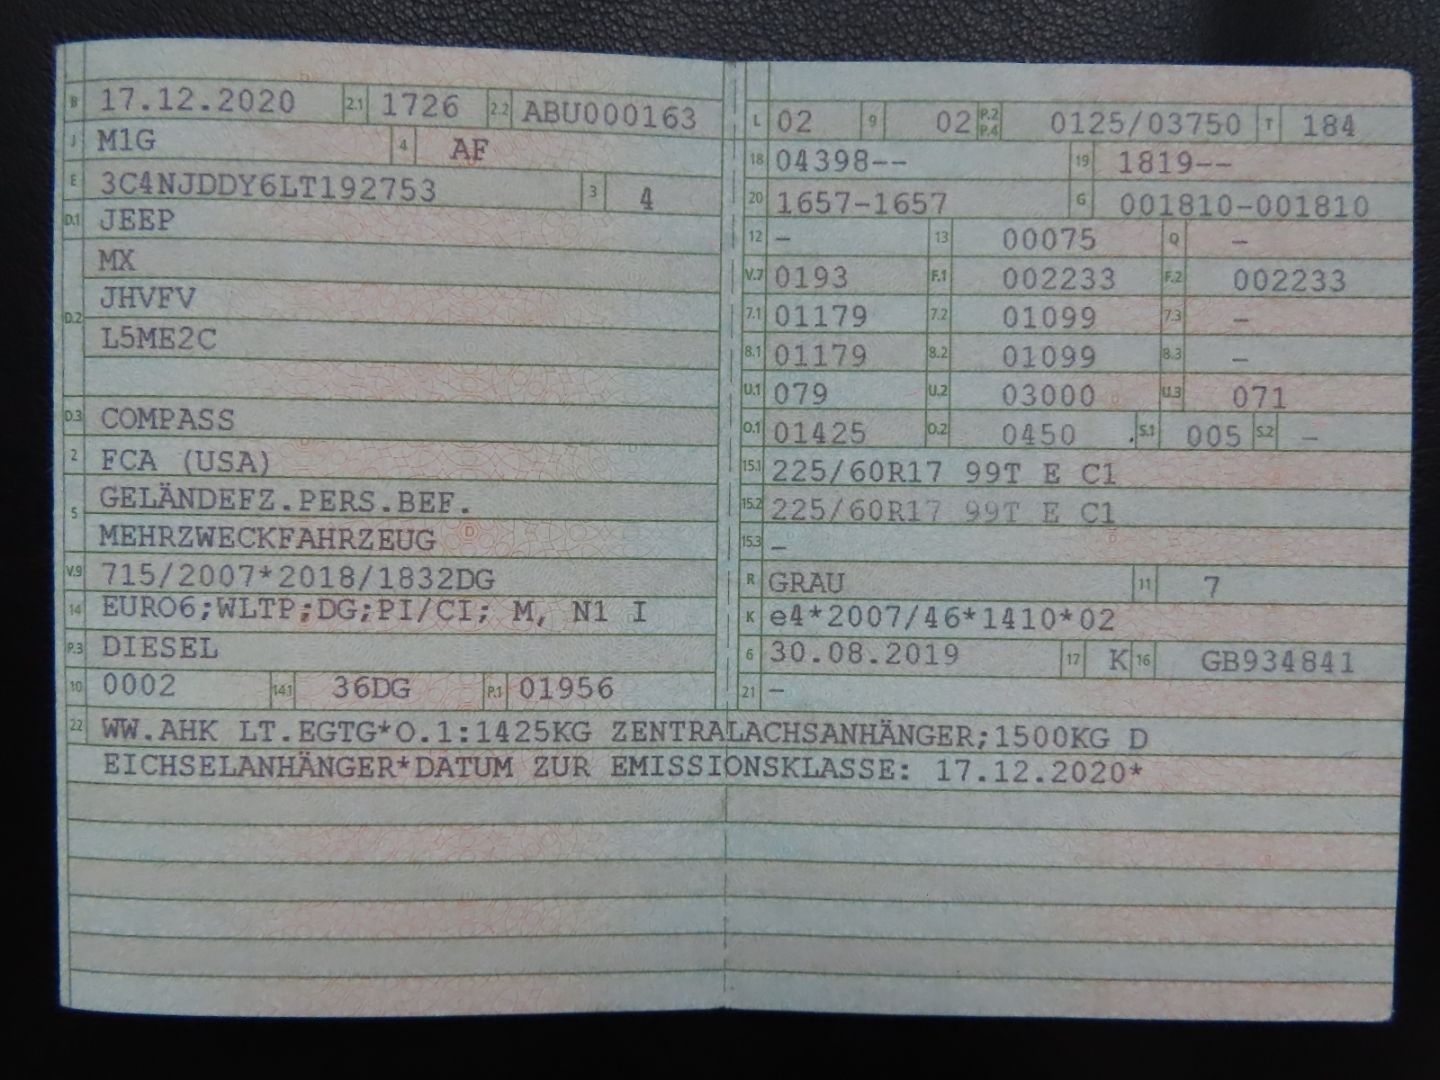 B 17.12.2020 2.1 1726 2.2 ABU000163
J M1G 4 AF
E 3C4NJDDY6LT192753 3 4
D.1 JEEP
MX
D.2 JHVFV
L5ME2C
D.3 COMPASS
2 FCA (USA)
5 GELÄNDEFZ.PERS.BEF.
MEHRZWECKFAHRZEUG
V.9 715/2007*2018/1832DG
14 EURO6;WLTP;DG;PI/CI; M, N1 I
P.3 DIESEL
10 0002 14.1 36DG P.1 01956
L 02 9 02 P.2 P.4 0125/03750 T 184
18 04398-- 19 1819--
20 1657-1657 G 001810-001810
12 - 13 00075 Q -
V.7 0193 F.1 002233 F.2 002233
7.1 01179 7.2 01099 7.3 -
8.1 01179 8.2 01099 8.3 -
U.1 079 U.2 03000 U.3 071
O.1 01425 O.2 0450 S.1 005 S.2 -
15.1 225/60R17 99T E C1
15.2 225/60R17 99T E C1
15.3 -
R GRAU 11 7
K e4*2007/46*1410*02
6 30.08.2019 17 K 16 GB934841
21 -
22 WW.AHK LT.EGTG*O.1:1425KG ZENTRALACHSANHÄNGER;1500KG D
EICHSELANHÄNGER*DATUM ZUR EMISSIONSKLASSE: 17.12.2020*